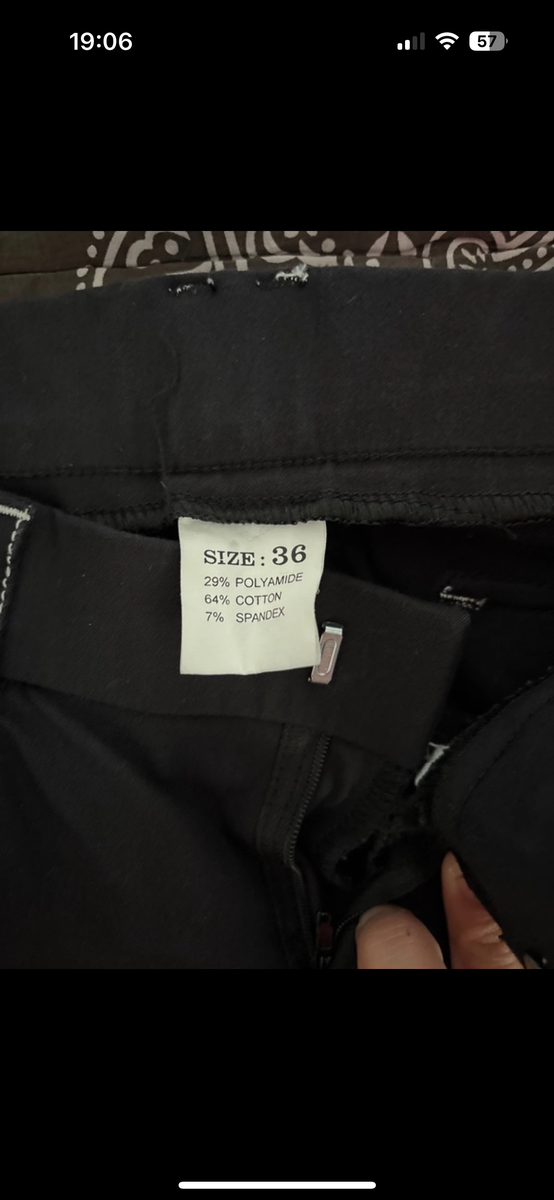 19:06
57
SIZE: 36
29% POLYAMIDE
64% COTTON
7% SPANDEX